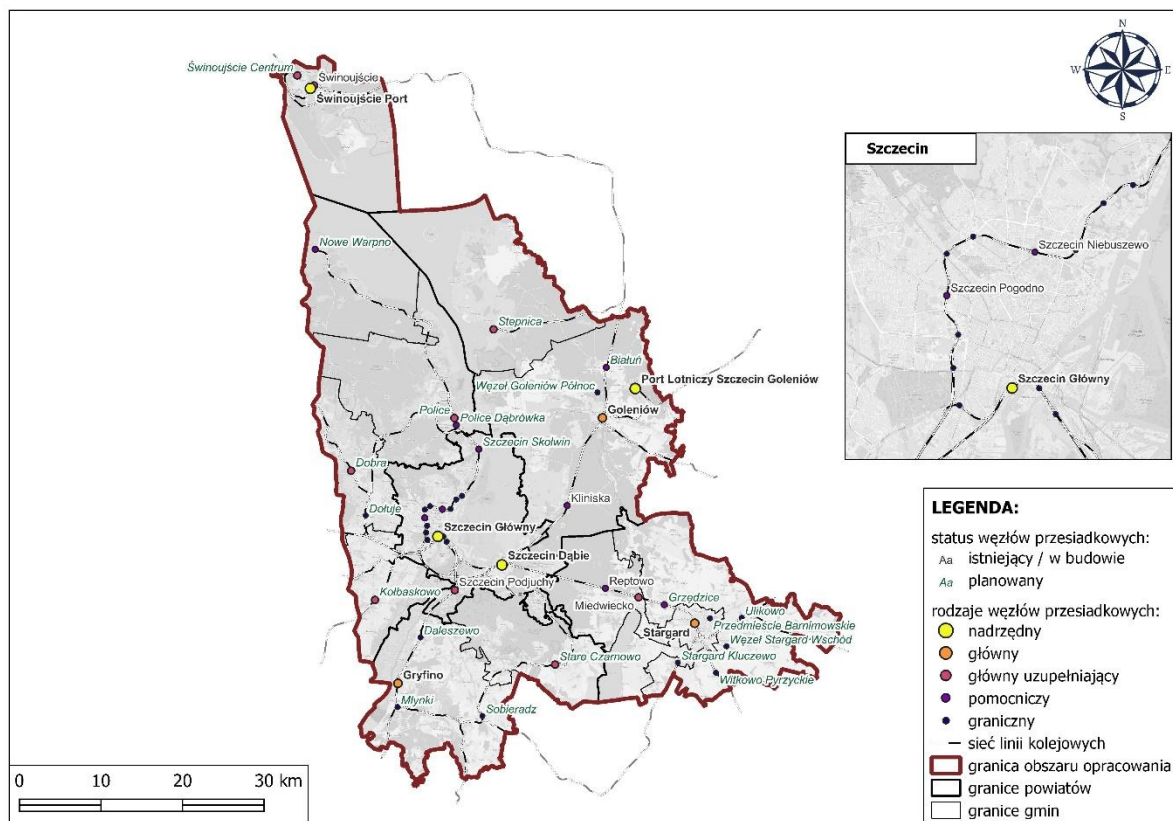 N
W
E
S
Świnoujście Centrum
Świnoujście
Świnoujście Port
Nowe Warpno
Stepnica
Białuń
Węzeł Goleniów Północ
Port Lotniczy Szczecin Goleniów
Goleniów
Police
Police Dąbrówka
Szczecin Skolwin
Dobra
Dołuje
Kliniska
Szczecin Główny
Szczecin Dąbie
Szczecin Podjuchy
Kołbaskowo
Reptowo
Miedwiecko
Grzędzice
Ulikowo
Przedmieście Barnimowskie
Stargard
Węzeł Stargard-Wschód
Daleszewo
Stare Czarnowo
Stargard Kluczewo
Witkowo Pyrzyckie
Gryfino
Młynki
Sobieradz
Szczecin
Szczecin Niebuszewo
Szczecin Pogodno
Szczecin Główny
LEGENDA:
status węzłów przesiadkowych:
Aa istniejący / w budowie
Aa planowany
rodzaje węzłów przesiadkowych:
nadrzędny
główny
główny uzupełniający
pomocniczy
graniczny
sieć linii kolejowych
granica obszaru opracowania
granice powiatów
granice gmin
0 10 20 30 km